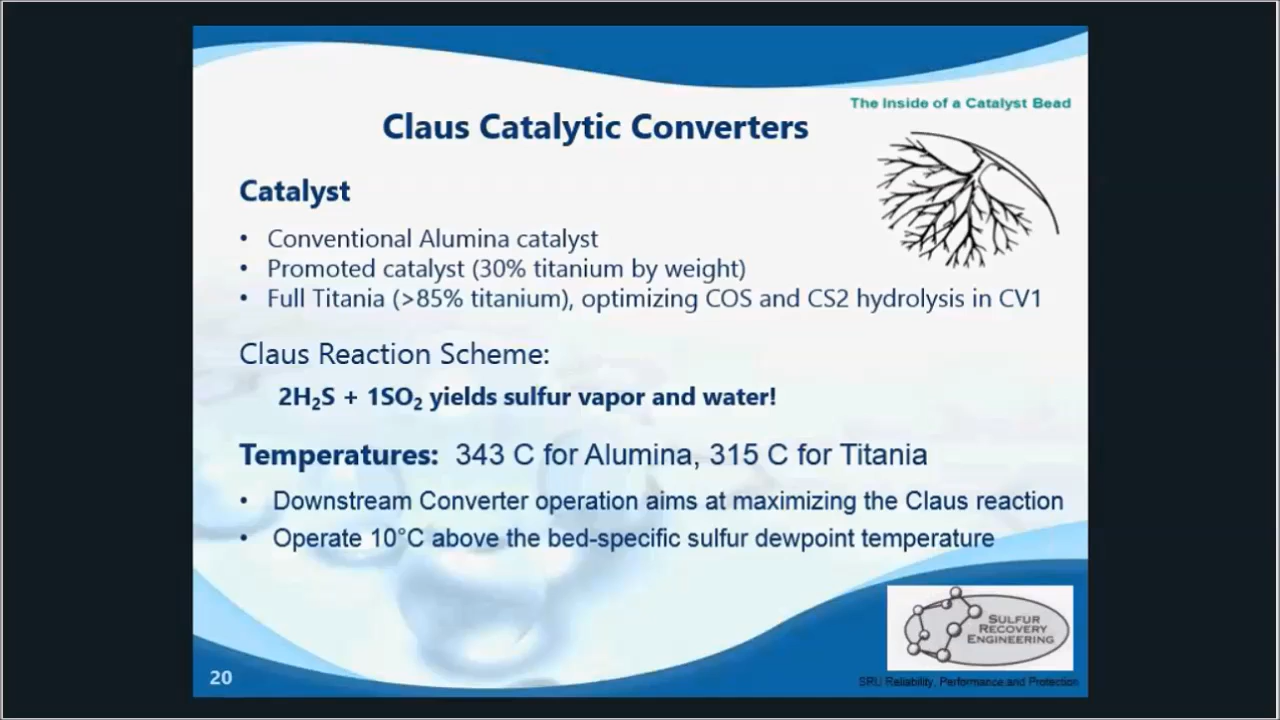 The Inside of a Catalyst Bead
Claus Catalytic Converters
Catalyst
• Conventional Alumina catalyst
• Promoted catalyst (30% titanium by weight)
• Full Titania (>85% titanium), optimizing COS and CS2 hydrolysis in CV1
Claus Reaction Scheme:
2H₂S + 1SO₂ yields sulfur vapor and water!
Temperatures: 343 C for Alumina, 315 C for Titania
• Downstream Converter operation aims at maximizing the Claus reaction
• Operate 10°C above the bed-specific sulfur dewpoint temperature
SULFUR
RECOVERY
ENGINEERING
20
SRU Reliability, Performance and Protection